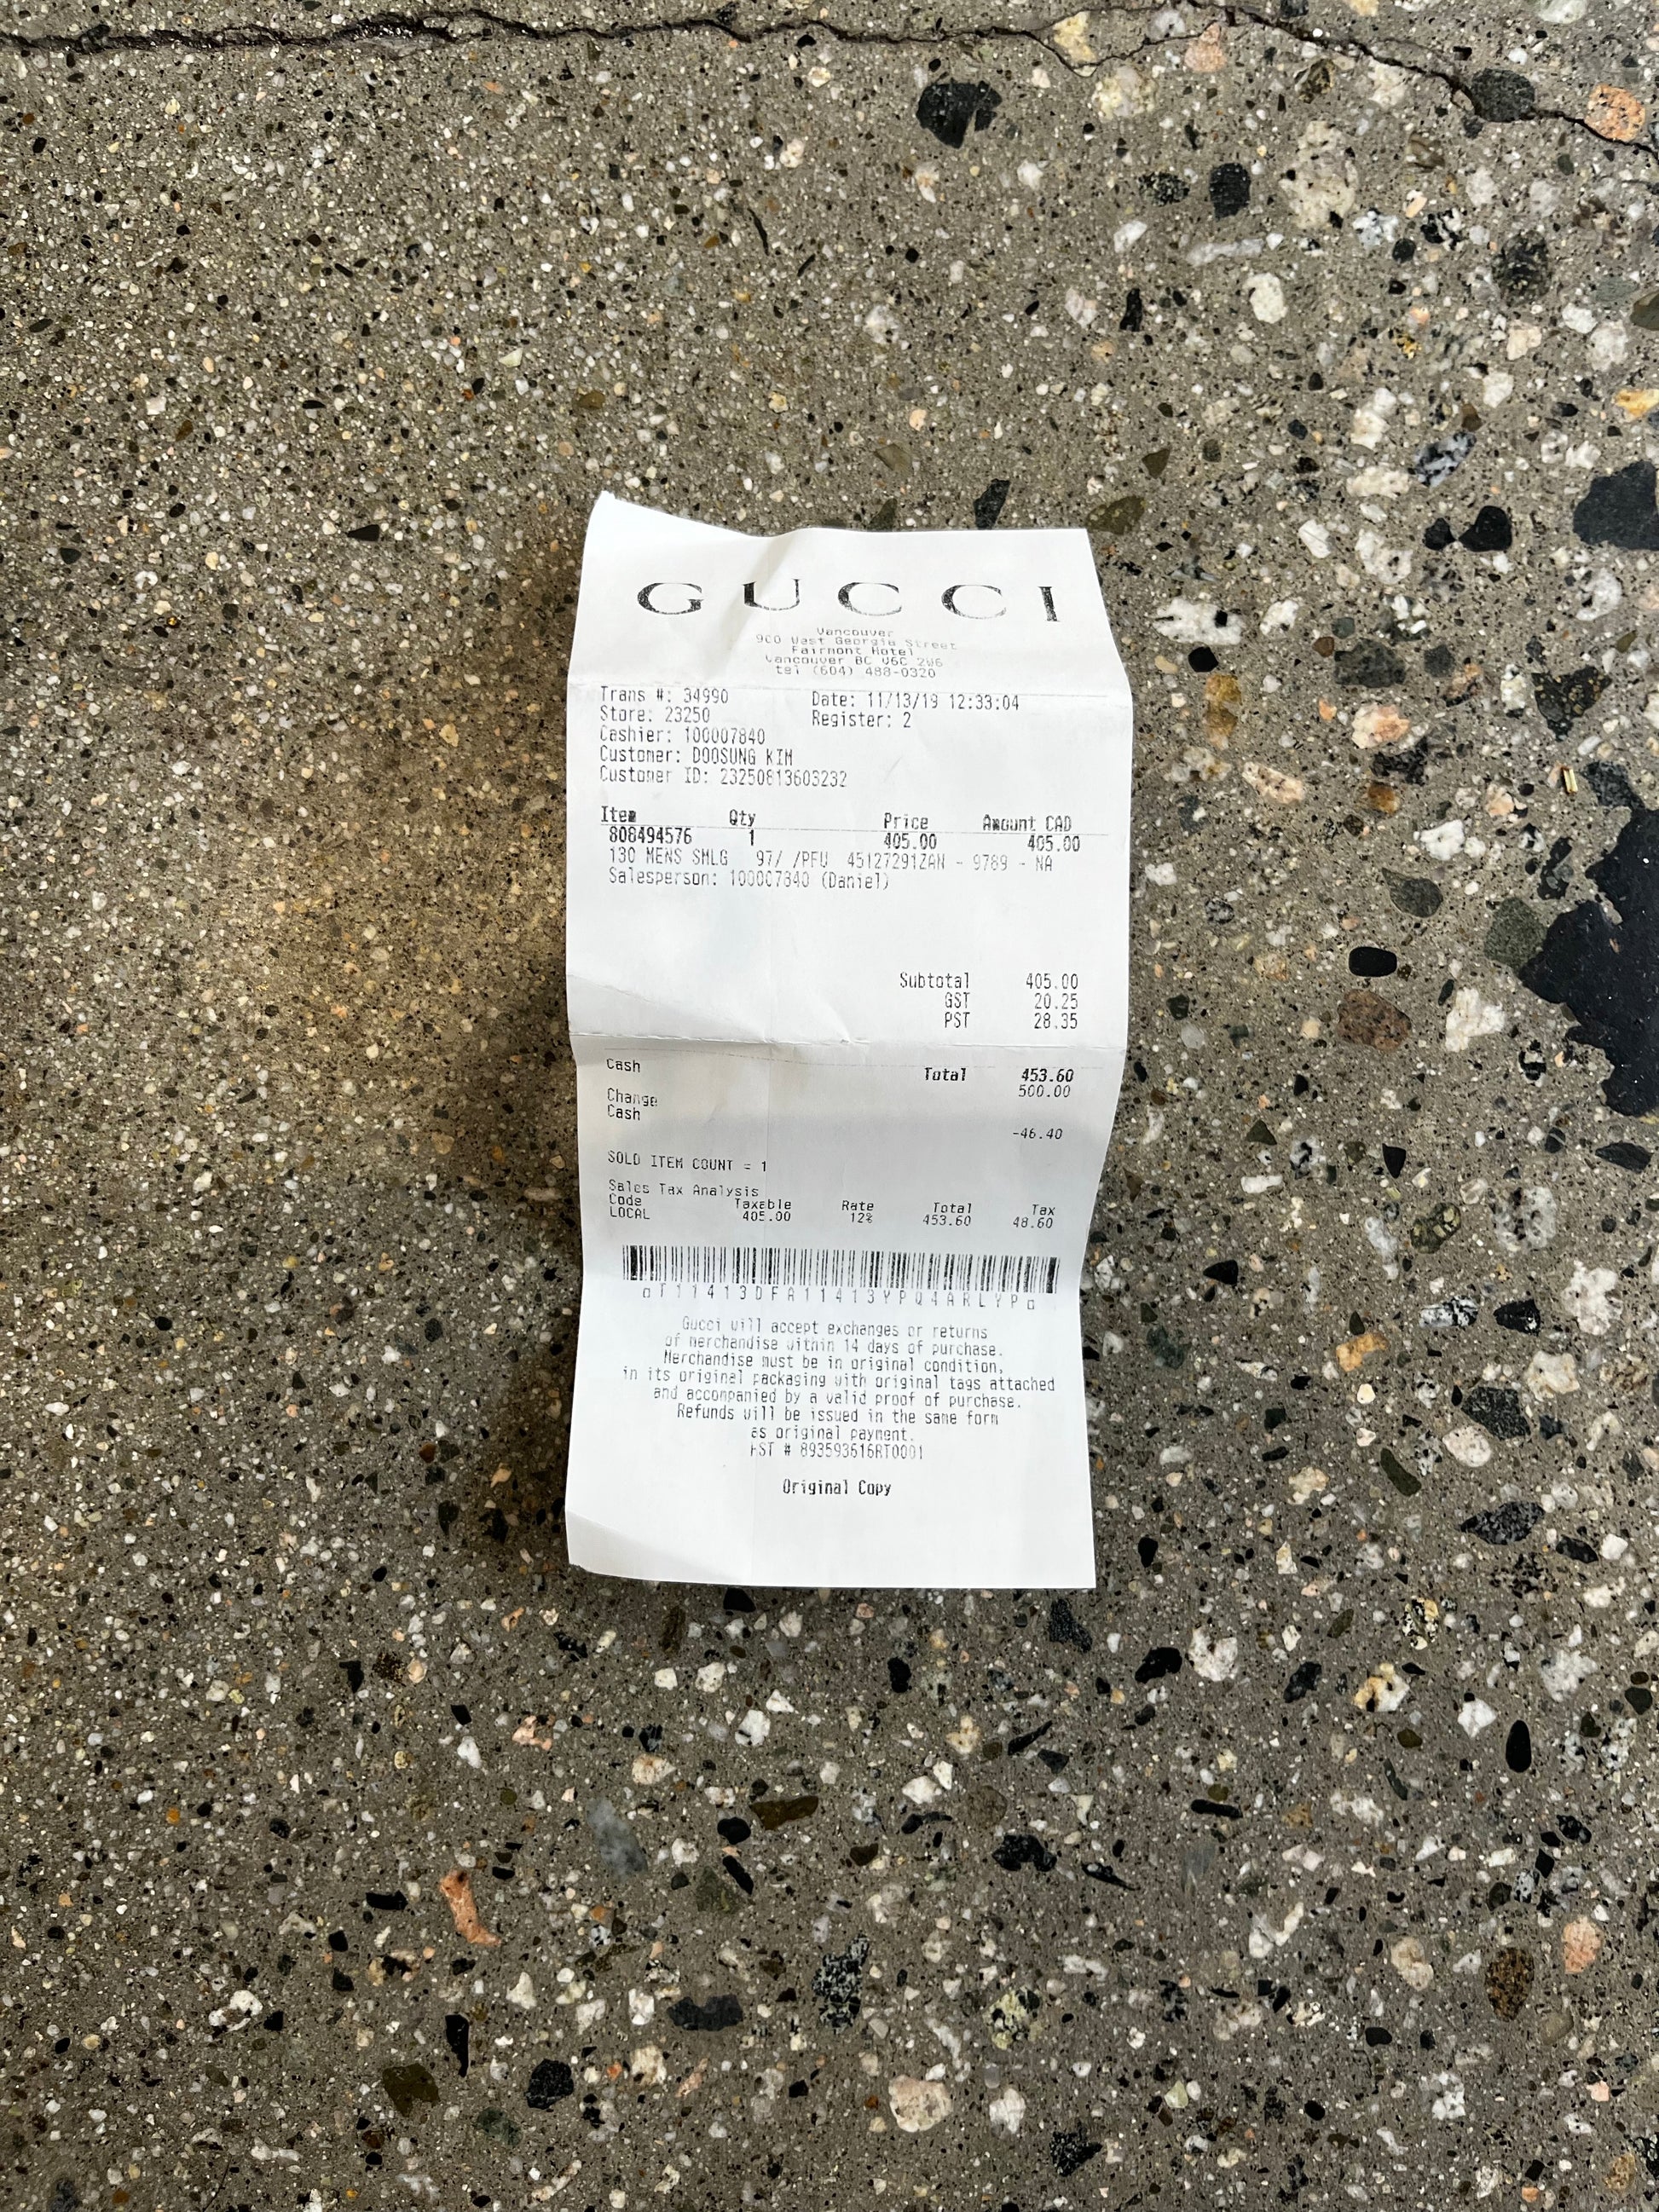 GUCCI
Vancouver
900 West Georgia Street
Fairmont Hotel
Vancouver BC V6C 2W6
tel (604) 488-0320
Trans #: 34990 Date: 11/13/19 12:33:04
Store: 23250 Register: 2
Cashier: 100007840
Customer: DOOSUNG KIM
Customer ID: 23250813603232
Item Qty Price Amount CAD
808494576 1 405.00 405.00
130 MENS SMLG 97/ /PFU 45127291ZAN - 9789 - NA
Salesperson: 100007840 (Daniel)
Subtotal 405.00
GST 20.25
PST 28.35
Total 453.60
Cash 500.00
Change
Cash -46.40
SOLD ITEM COUNT = 1
Sales Tax Analysis
Code Taxable Rate Total Tax
LOCAL 405.00 12% 453.60 48.60
aT11413DFA11413YPQ4ARLYPa
Gucci will accept exchanges or returns
of merchandise within 14 days of purchase.
Merchandise must be in original condition,
in its original packaging with original tags attached
and accompanied by a valid proof of purchase.
Refunds will be issued in the same form
as original payment.
HST # 893593616RT0001
Original Copy